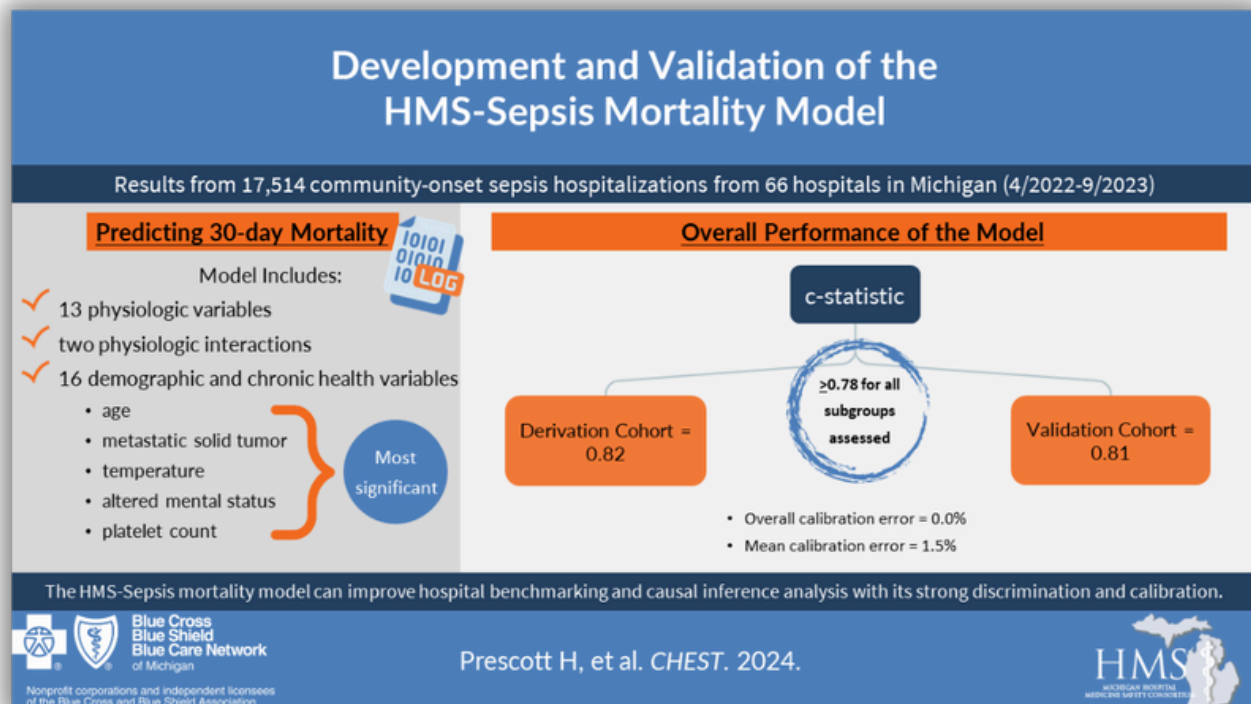 Development and Validation of the
HMS-Sepsis Mortality Model
Results from 17,514 community-onset sepsis hospitalizations from 66 hospitals in Michigan (4/2022-9/2023)
Predicting 30-day Mortality
10101
01010
10 LOG
Model Includes:
13 physiologic variables
two physiologic interactions
16 demographic and chronic health variables
• age
• metastatic solid tumor
• temperature
• altered mental status
• platelet count
Most
significant
Overall Performance of the Model
c-statistic
≥0.78 for all
subgroups
assessed
Derivation Cohort =
0.82
Validation Cohort =
0.81
• Overall calibration error = 0.0%
• Mean calibration error = 1.5%
The HMS-Sepsis mortality model can improve hospital benchmarking and causal inference analysis with its strong discrimination and calibration.
Blue Cross
Blue Shield
Blue Care Network
of Michigan
Nonprofit corporations and independent licensees
of the Blue Cross and Blue Shield Association
Prescott H, et al. CHEST. 2024.
HMS
MICHIGAN HOSPITAL
MEDICINE SAFETY CONSORTIUM